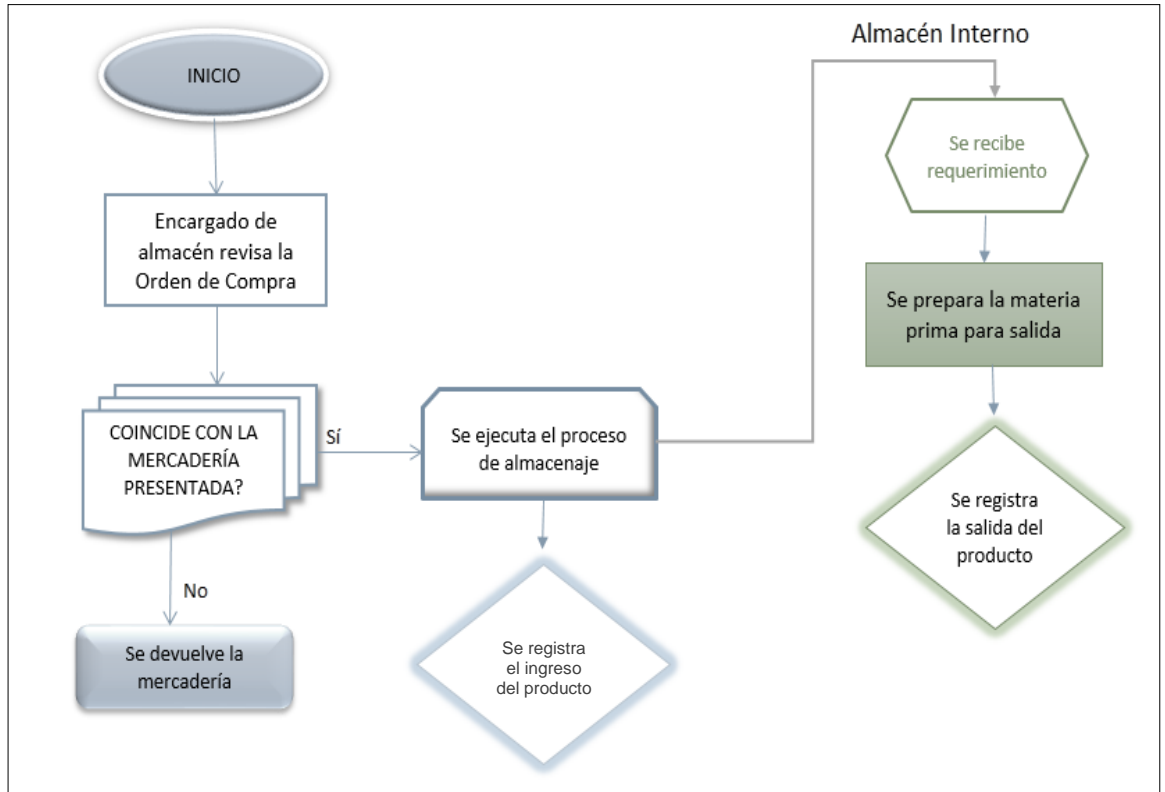 INICIO
Encargado de
almacén revisa la
Orden de Compra
COINCIDE CON LA
MERCADERÍA
PRESENTADA?
Sí
No
Se devuelve la
mercadería
Se ejecuta el proceso
de almacenaje
Se registra
el ingreso
del producto
Almacén Interno
Se recibe
requerimiento
Se prepara la materia
prima para salida
Se registra
la salida del
producto